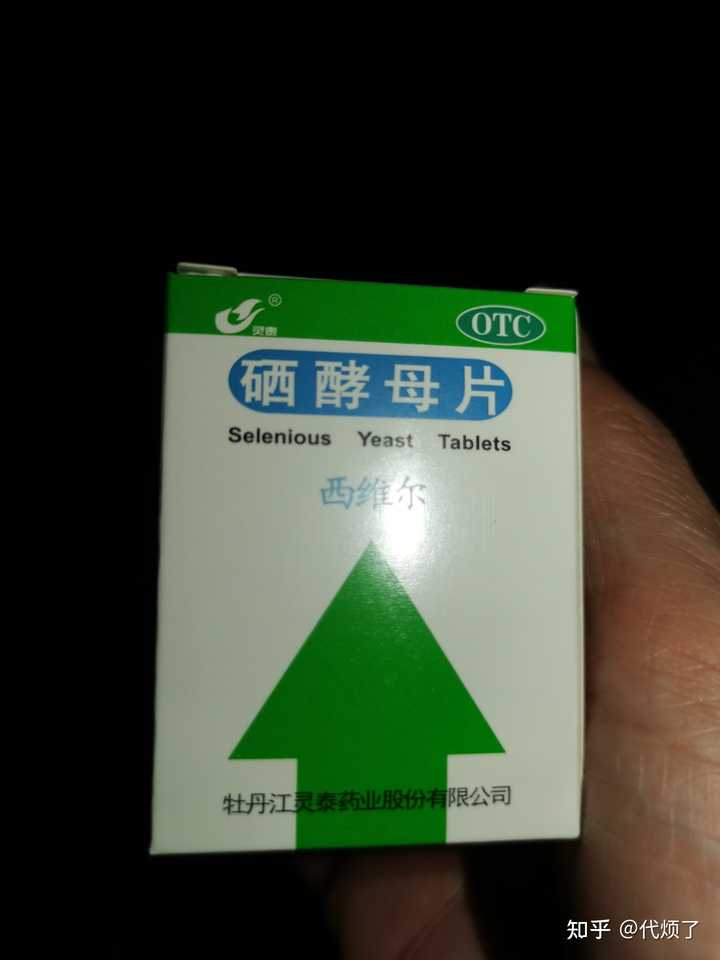 灵泰®
OTC
硒酵母片
Selenious Yeast Tablets
西维尔
牡丹江灵泰药业股份有限公司
知乎 @代烦了